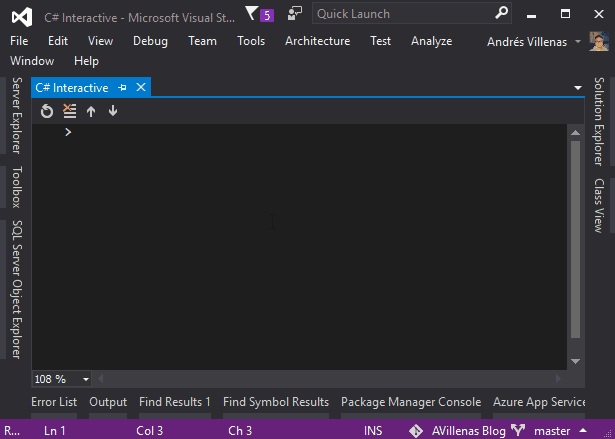 C# Interactive - Microsoft Visual St... 5 Quick Launch
File Edit View Debug Team Tools Architecture Test Analyze Andrés Villenas
Window Help
C# Interactive
Server Explorer
Toolbox
SQL Server Object Explorer
>
Solution Explorer
Class View
108 %
Error List Output Find Results 1 Find Symbol Results Package Manager Console Azure App Service
R... Ln 1 Col 3 Ch 3 INS AVillenas Blog master